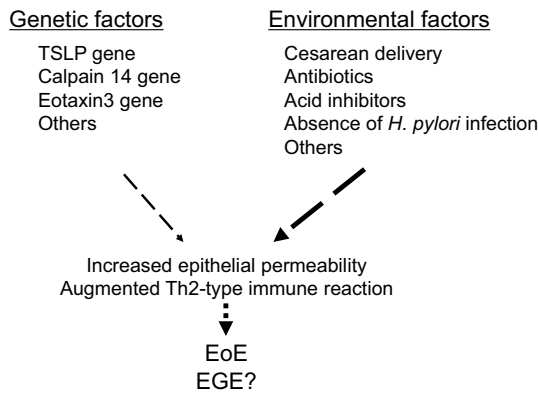 Genetic factors
TSLP gene
Calpain 14 gene
Eotaxin3 gene
Others
Environmental factors
Cesarean delivery
Antibiotics
Acid inhibitors
Absence of H. pylori infection
Others
Increased epithelial permeability
Augmented Th2-type immune reaction
EoE
EGE?